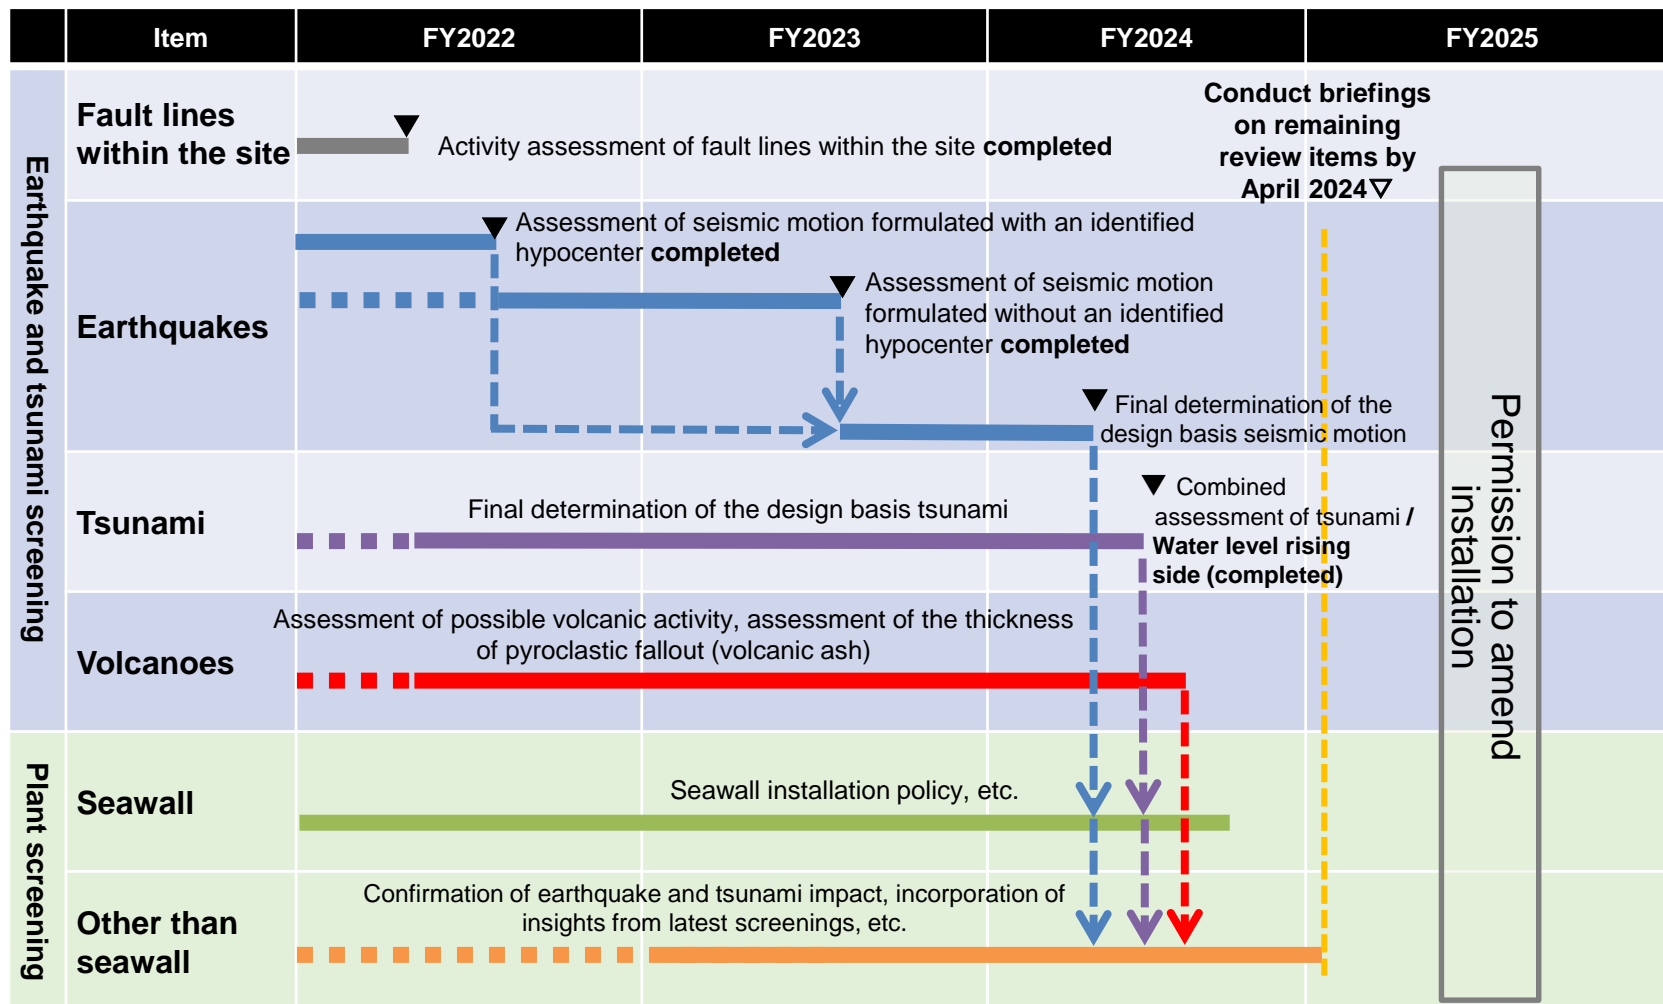 Item
FY2022
FY2023
FY2024
FY2025
Earthquake and tsunami screening
Fault lines
within the site
Activity assessment of fault lines within the site completed
Conduct briefings
on remaining
review items by
April 2024▽
Earthquakes
Assessment of seismic motion formulated with an identified
hypocenter completed
Assessment of seismic motion
formulated without an identified
hypocenter completed
Final determination of the
design basis seismic motion
Tsunami
Final determination of the design basis tsunami
Combined
assessment of tsunami /
Water level rising
side (completed)
Volcanoes
Assessment of possible volcanic activity, assessment of the thickness
of pyroclastic fallout (volcanic ash)
Plant screening
Seawall
Seawall installation policy, etc.
Other than
seawall
Confirmation of earthquake and tsunami impact, incorporation of
insights from latest screenings, etc.
Permission to amend
installation